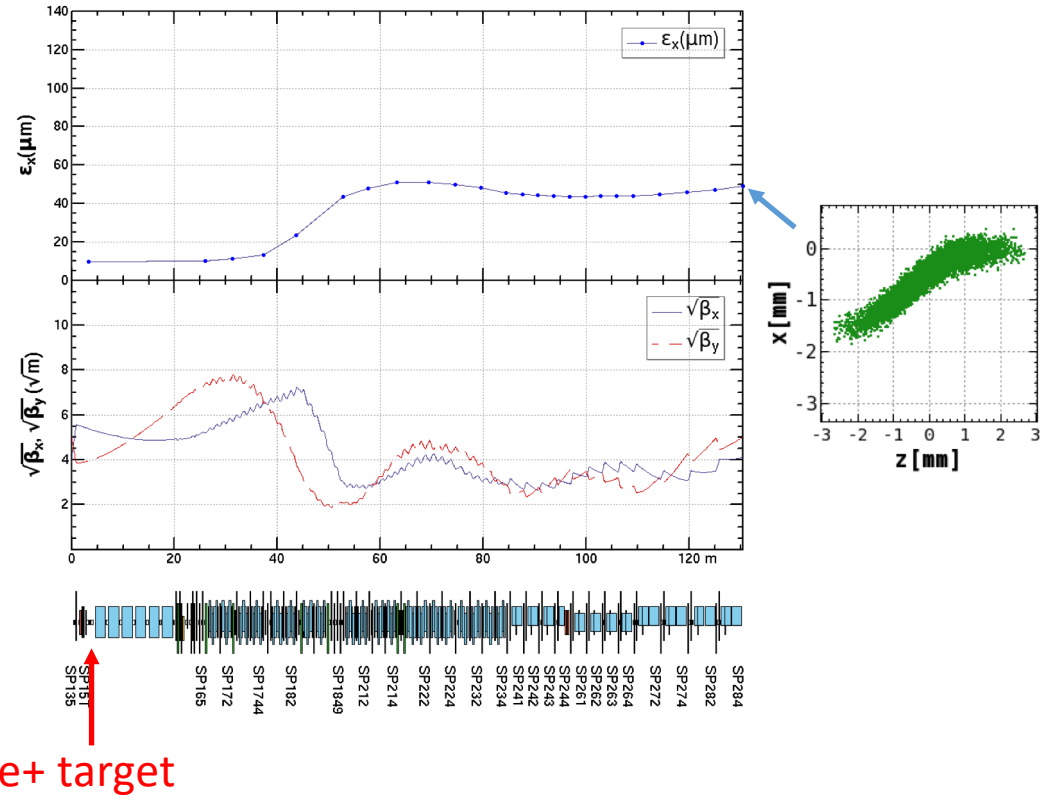 140
120
100
80
60
40
20
0
εx(μm)
εx(μm)
10
8
6
4
2
√βx, √βy (√m)
√βx
√βy
0 20 40 60 80 100 120 m
0
-1
-2
-3
x[mm]
-3 -2 -1 0 1 2 3
z[mm]
SP135
SP15T
SP165
SP172
SP1744
SP182
SP1849
SP212
SP214
SP222
SP224
SP232
SP234
SP241
SP242
SP243
SP244
SP261
SP262
SP263
SP264
SP272
SP274
SP282
SP284
e+ target